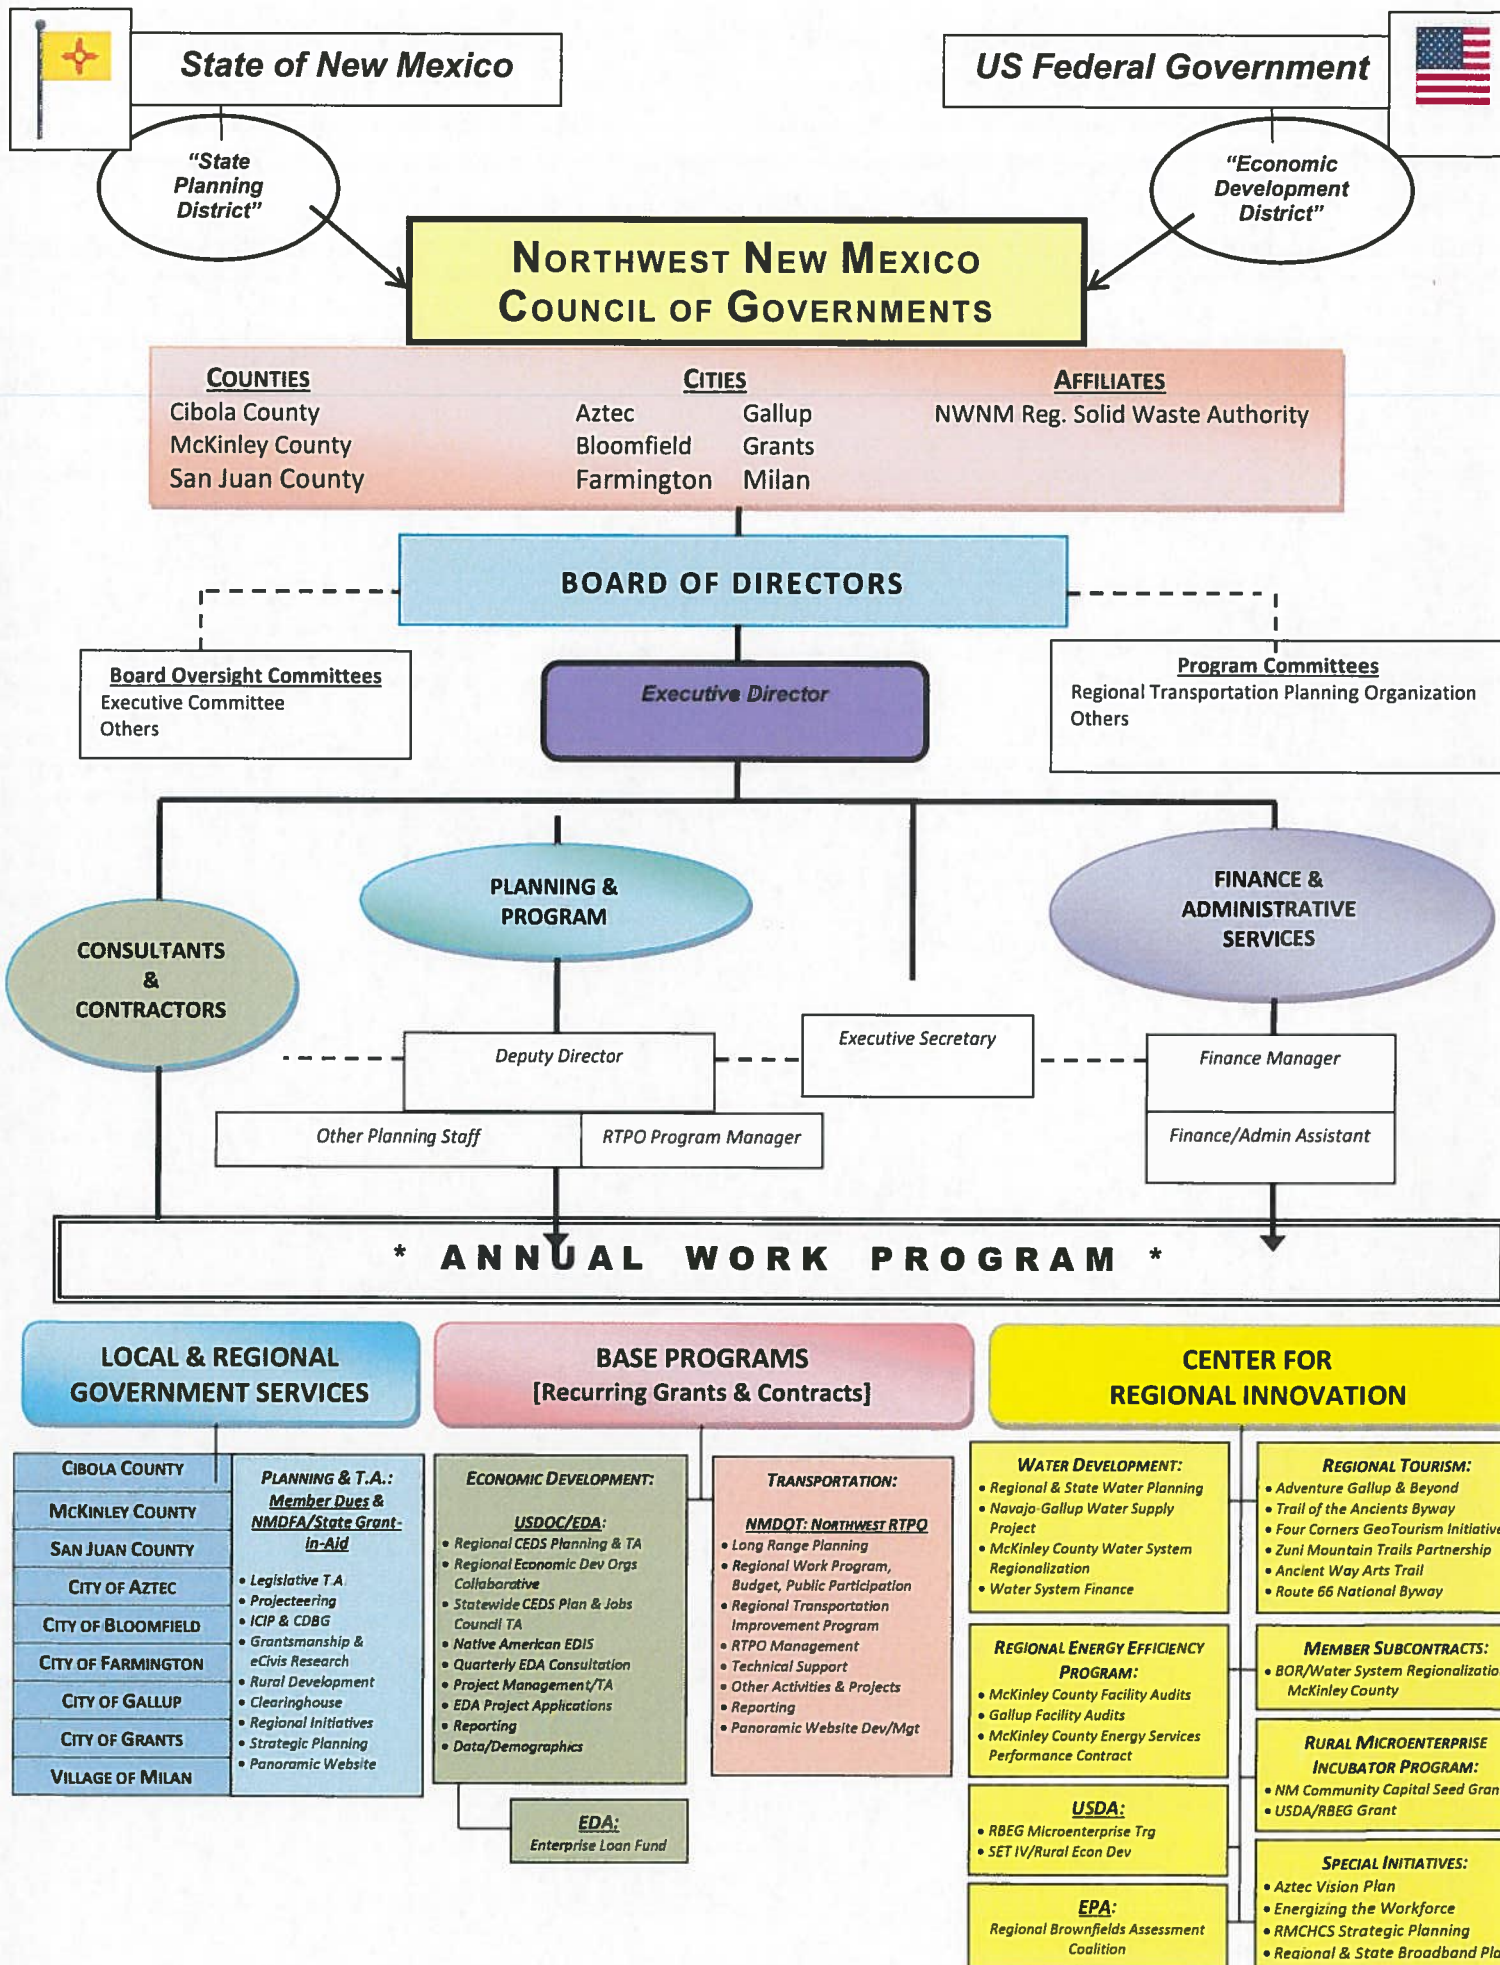 State of New Mexico
US Federal Government
"State
Planning
District"
"Economic
Development
District"
NORTHWEST NEW MEXICO
COUNCIL OF GOVERNMENTS
COUNTIES
Cibola County
McKinley County
San Juan County
CITIES
Aztec Gallup
Bloomfield Grants
Farmington Milan
AFFILIATES
NWNM Reg. Solid Waste Authority
BOARD OF DIRECTORS
Board Oversight Committees
Executive Committee
Others
Executive Director
Program Committees
Regional Transportation Planning Organization
Others
CONSULTANTS
&
CONTRACTORS
PLANNING &
PROGRAM
FINANCE &
ADMINISTRATIVE
SERVICES
Deputy Director
Executive Secretary
Finance Manager
Other Planning Staff
RTPO Program Manager
Finance/Admin Assistant
* ANNUAL WORK PROGRAM *
LOCAL & REGIONAL
GOVERNMENT SERVICES
CIBOLA COUNTY
MCKINLEY COUNTY
SAN JUAN COUNTY
CITY OF AZTEC
CITY OF BLOOMFIELD
CITY OF FARMINGTON
CITY OF GALLUP
CITY OF GRANTS
VILLAGE OF MILAN
PLANNING & T.A.:
Member Dues &
NMDFA/State Grant-
in-Aid
• Legislative T.A
• Projecteering
• ICIP & CDBG
• Grantsmanship &
eCivis Research
• Rural Development
• Clearinghouse
• Regional Initiatives
• Strategic Planning
• Panoramic Website
BASE PROGRAMS
[Recurring Grants & Contracts]
ECONOMIC DEVELOPMENT:
USDOC/EDA:
• Regional CEDS Planning & TA
• Regional Economic Dev Orgs
Collaborative
• Statewide CEDS Plan & Jobs
Council TA
• Native American EDIS
• Quarterly EDA Consultation
• Project Management/TA
• EDA Project Applications
• Reporting
• Data/Demographics
EDA:
Enterprise Loan Fund
TRANSPORTATION:
NMDOT: NORTHWEST RTPO
• Long Range Planning
• Regional Work Program,
Budget, Public Participation
• Regional Transportation
Improvement Program
• RTPO Management
• Technical Support
• Other Activities & Projects
• Reporting
• Panoramic Website Dev/Mgt
CENTER FOR
REGIONAL INNOVATION
WATER DEVELOPMENT:
• Regional & State Water Planning
• Navajo-Gallup Water Supply
Project
• McKinley County Water System
Regionalization
• Water System Finance
REGIONAL ENERGY EFFICIENCY
PROGRAM:
• McKinley County Facility Audits
• Gallup Facility Audits
• McKinley County Energy Services
Performance Contract
USDA:
• RBEG Microenterprise Trg
• SET IV/Rural Econ Dev
EPA:
Regional Brownfields Assessment
Coalition
REGIONAL TOURISM:
• Adventure Gallup & Beyond
• Trail of the Ancients Byway
• Four Corners GeoTourism Initiative
• Zuni Mountain Trails Partnership
• Ancient Way Arts Trail
• Route 66 National Byway
MEMBER SUBCONTRACTS:
• BOR/Water System Regionalizatio
McKinley County
RURAL MICROENTERPRISE
INCUBATOR PROGRAM:
• NM Community Capital Seed Gran
• USDA/RBEG Grant
SPECIAL INITIATIVES:
• Aztec Vision Plan
• Energizing the Workforce
• RMCHCS Strategic Planning
• Regional & State Broadband Pla